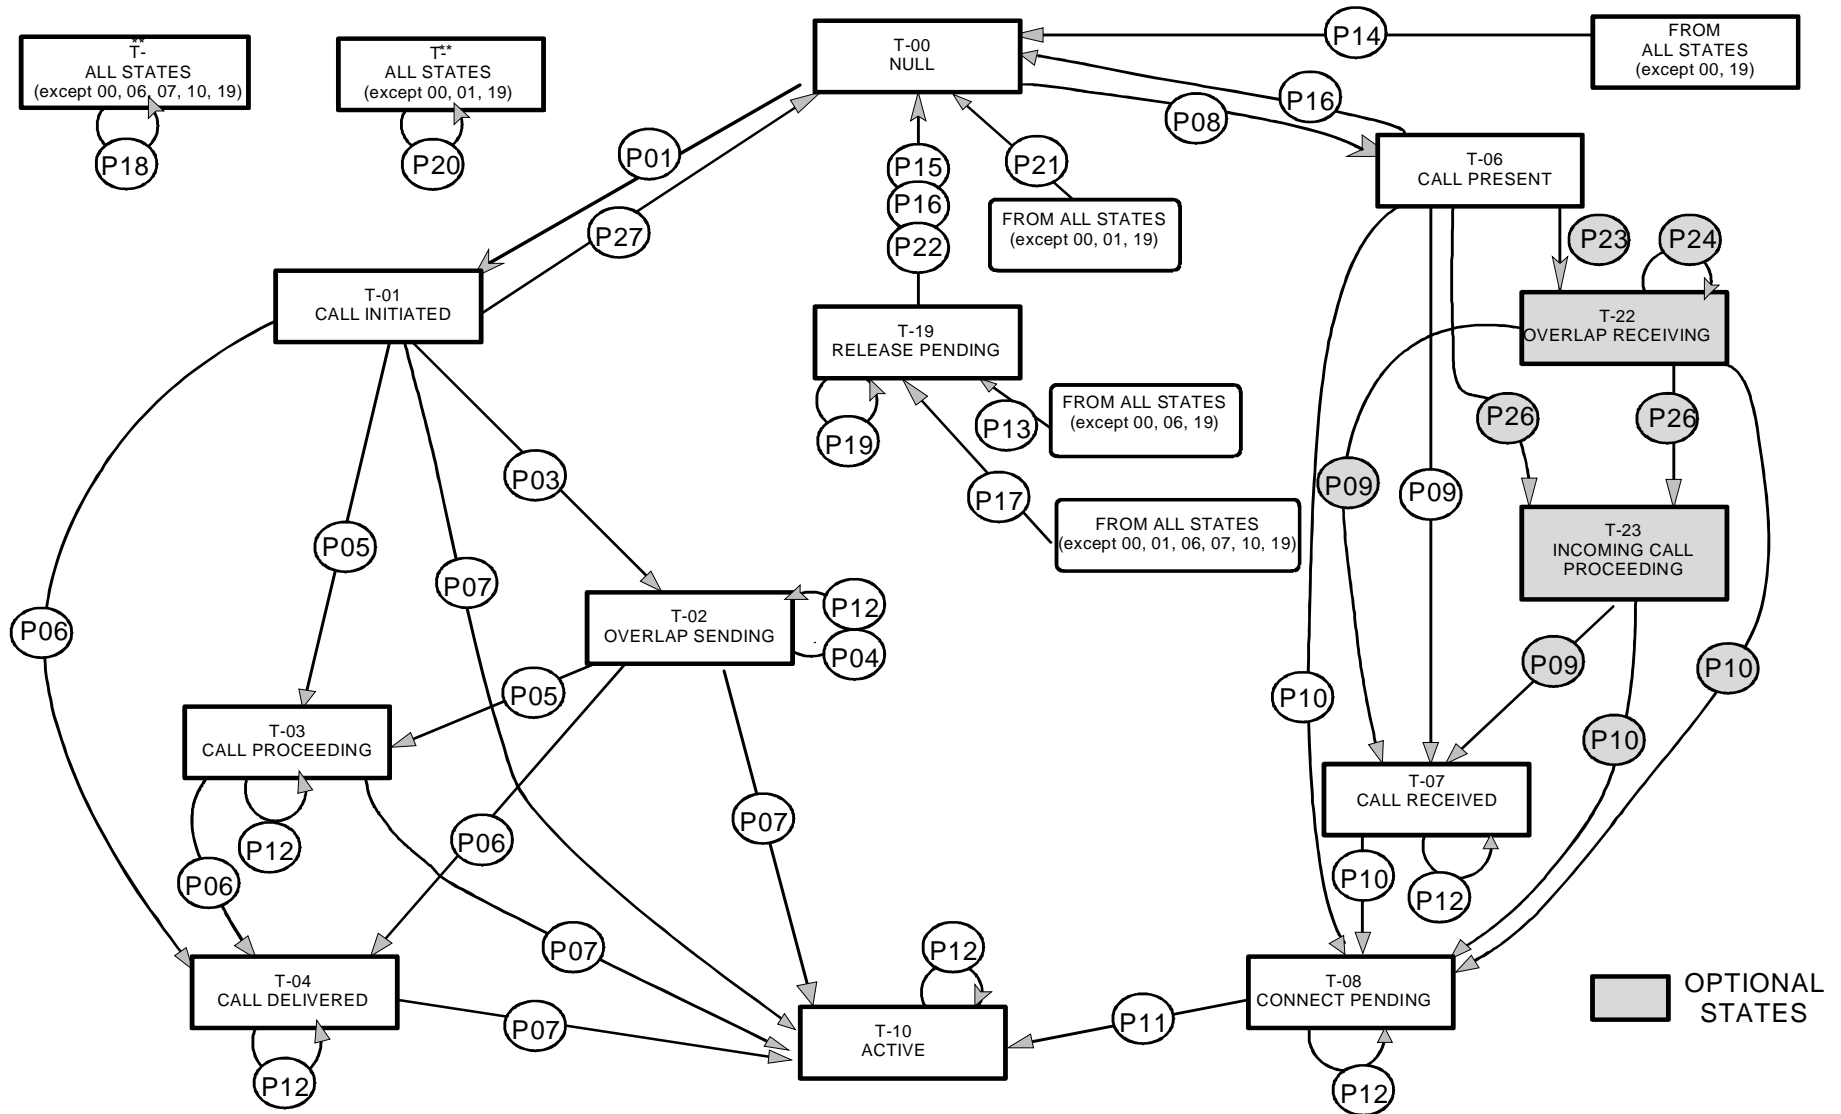 **
T-
ALL STATES
(except 00, 06, 07, 10, 19)
P18
T-**
ALL STATES
(except 00, 01, 19)
P20
T-00
NULL
P14
FROM
ALL STATES
(except 00, 19)
P16
P08
P01
P27
P15
P16
P22
P21
FROM ALL STATES
(except 00, 01, 19)
T-06
CALL PRESENT
P23
P24
T-01
CALL INITIATED
T-19
RELEASE PENDING
T-22
OVERLAP RECEIVING
P19
P13
FROM ALL STATES
(except 00, 06, 19)
P17
FROM ALL STATES
(except 00, 01, 06, 07, 10, 19)
P26
P26
P09
P09
P03
P05
P07
P06
T-23
INCOMING CALL
PROCEEDING
T-02
OVERLAP SENDING
P12
P04
P05
P09
P10
P10
P10
T-03
CALL PROCEEDING
P12
P06
P06
P07
P07
T-07
CALL RECEIVED
P10
P12
T-04
CALL DELIVERED
P07
P12
P12
T-10
ACTIVE
P11
T-08
CONNECT PENDING
P12
OPTIONAL
STATES